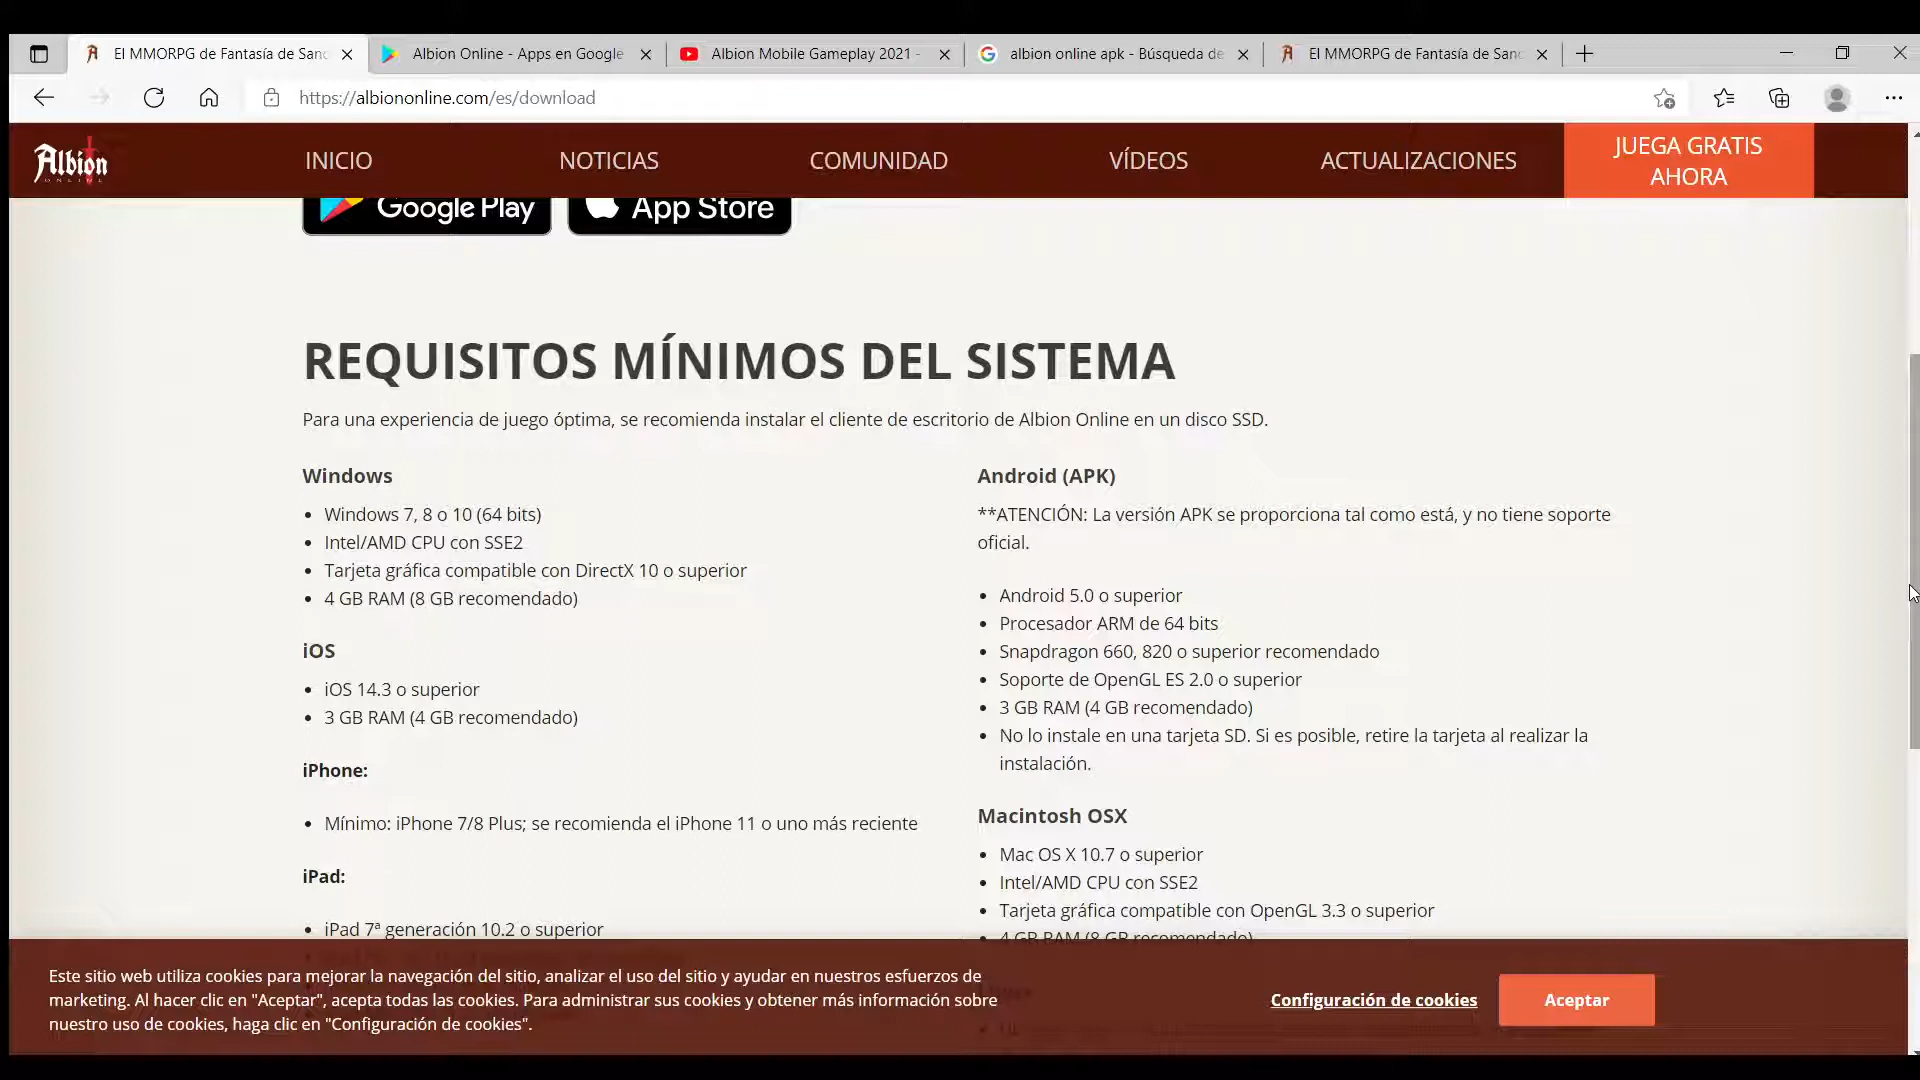 El MMORPG de Fantasía de Sand
Albion Online - Apps en Google
Albion Mobile Gameplay 2021 -
albion online apk - Búsqueda de
El MMORPG de Fantasía de Sand
https://albiononline.com/es/download
Albion
ONLINE
INICIO
NOTICIAS
COMUNIDAD
VÍDEOS
ACTUALIZACIONES
JUEGA GRATIS
AHORA
Google Play
App Store
REQUISITOS MÍNIMOS DEL SISTEMA
Para una experiencia de juego óptima, se recomienda instalar el cliente de escritorio de Albion Online en un disco SSD.
Windows
• Windows 7, 8 o 10 (64 bits)
• Intel/AMD CPU con SSE2
• Tarjeta gráfica compatible con DirectX 10 o superior
• 4 GB RAM (8 GB recomendado)
iOS
• iOS 14.3 o superior
• 3 GB RAM (4 GB recomendado)
iPhone:
• Mínimo: iPhone 7/8 Plus; se recomienda el iPhone 11 o uno más reciente
iPad:
• iPad 7ª generación 10.2 o superior
Android (APK)
**ATENCIÓN: La versión APK se proporciona tal como está, y no tiene soporte
oficial.
• Android 5.0 o superior
• Procesador ARM de 64 bits
• Snapdragon 660, 820 o superior recomendado
• Soporte de OpenGL ES 2.0 o superior
• 3 GB RAM (4 GB recomendado)
• No lo instale en una tarjeta SD. Si es posible, retire la tarjeta al realizar la
instalación.
Macintosh OSX
• Mac OS X 10.7 o superior
• Intel/AMD CPU con SSE2
• Tarjeta gráfica compatible con OpenGL 3.3 o superior
• 4 GB RAM (8 GB recomendado)
Este sitio web utiliza cookies para mejorar la navegación del sitio, analizar el uso del sitio y ayudar en nuestros esfuerzos de
marketing. Al hacer clic en "Aceptar", acepta todas las cookies. Para administrar sus cookies y obtener más información sobre
nuestro uso de cookies, haga clic en "Configuración de cookies".
Configuración de cookies
Aceptar